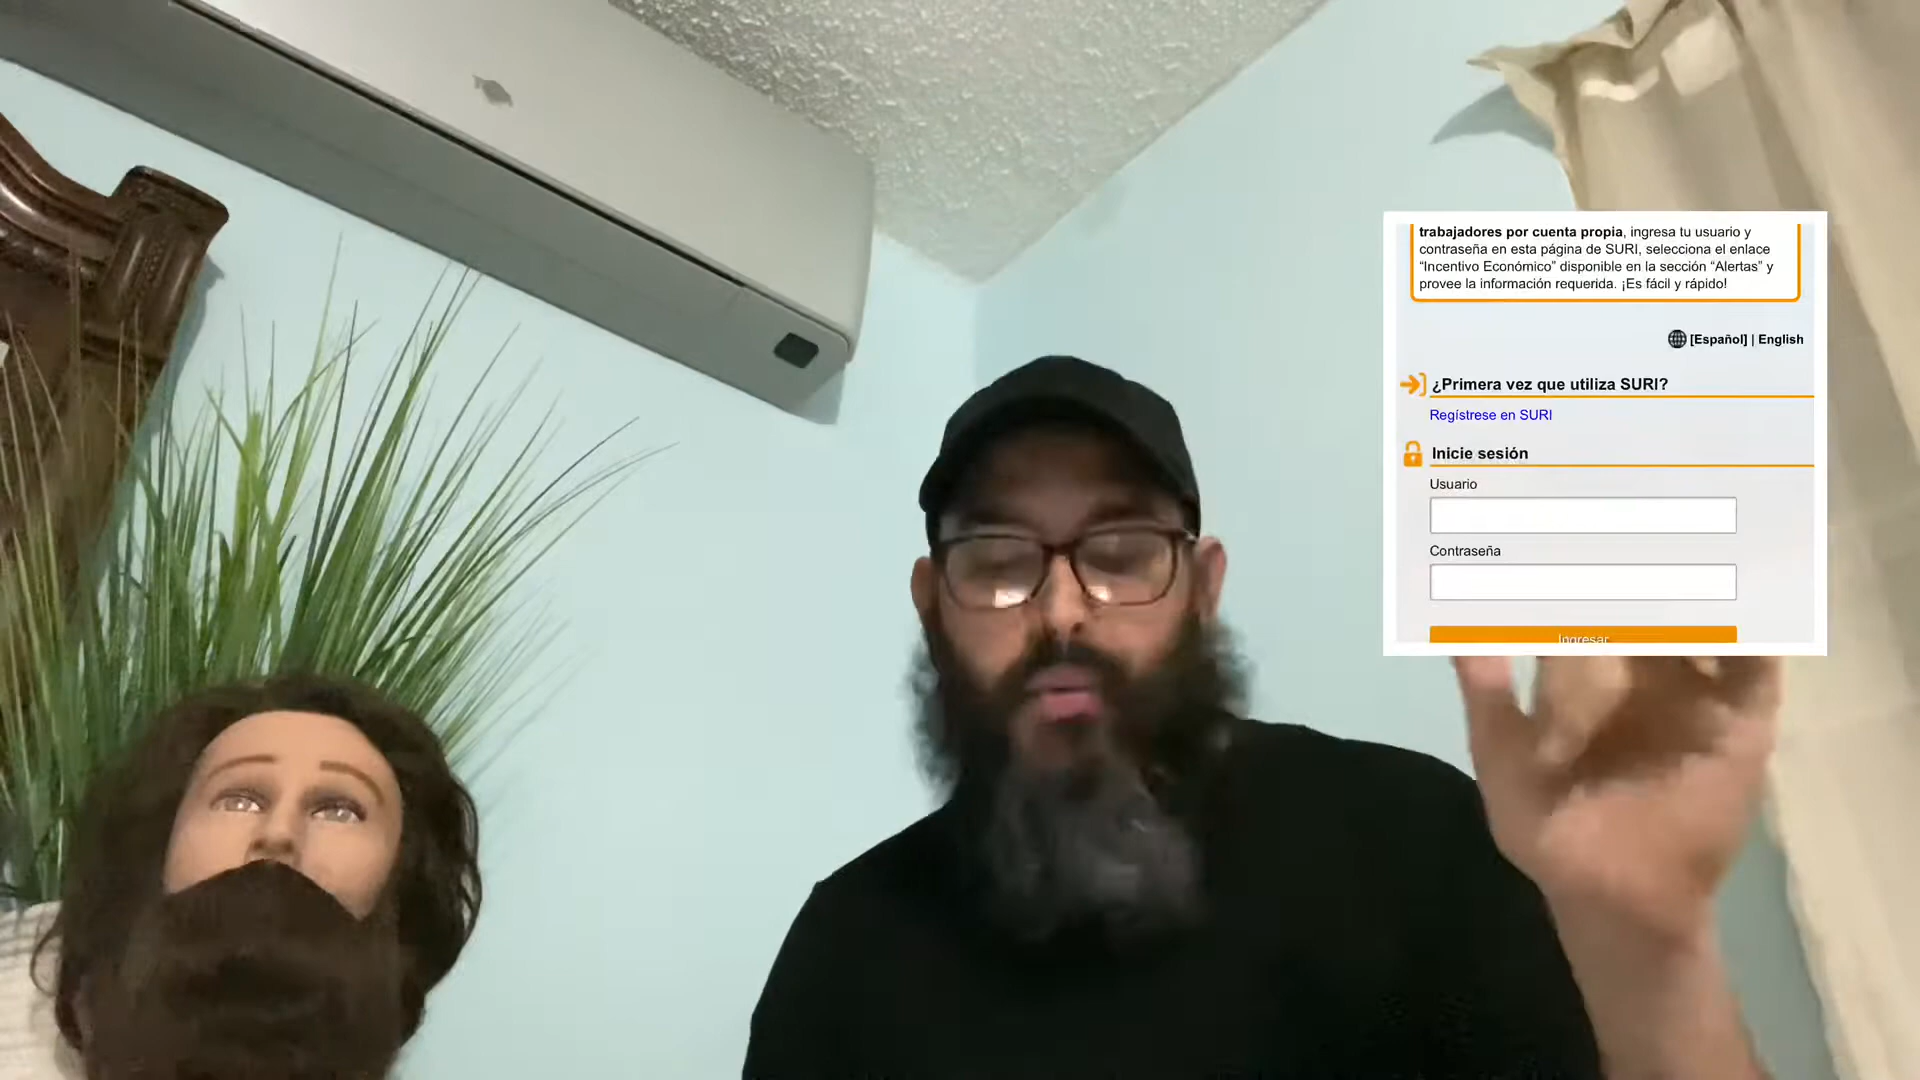 trabajadores por cuenta propia, ingresa tu usuario y
contraseña en esta página de SURI, selecciona el enlace
“Incentivo Económico” disponible en la sección “Alertas” y
provee la información requerida. ¡Es fácil y rápido!
[Español] | English
¿Primera vez que utiliza SURI?
Regístrese en SURI
Inicie sesión
Usuario
Contraseña
Ingresar